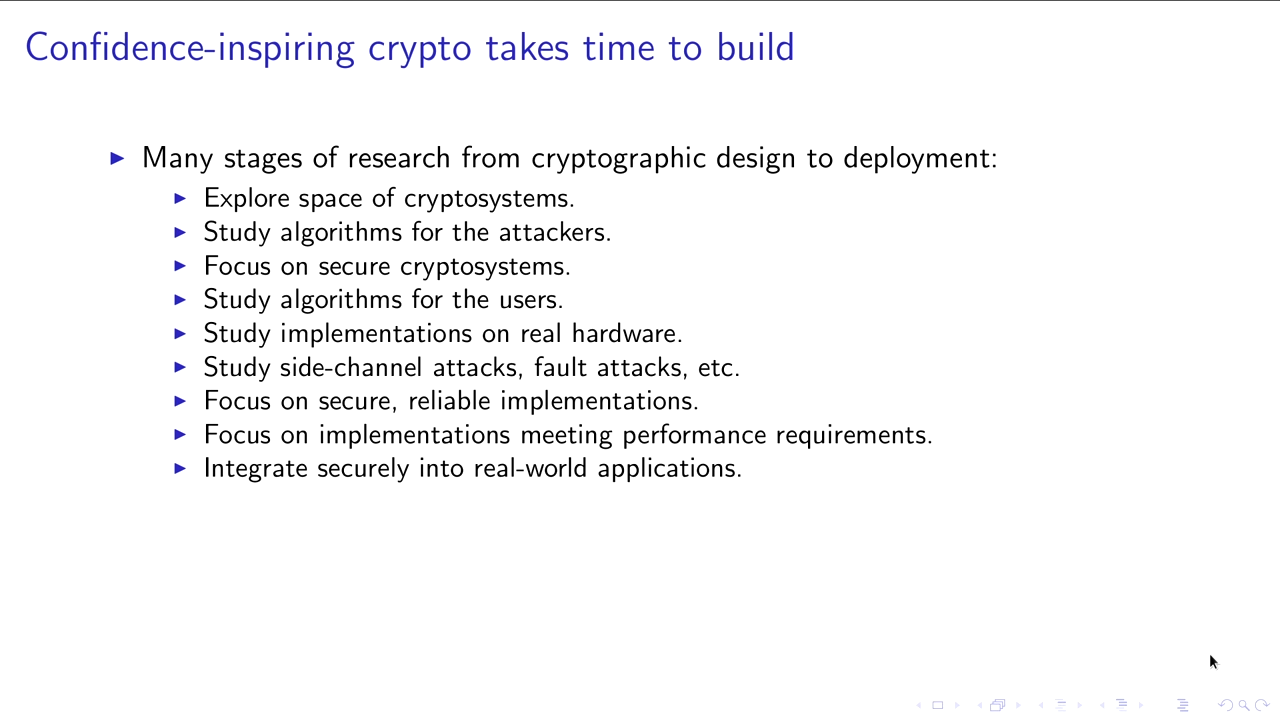 Confidence-inspiring crypto takes time to build
Many stages of research from cryptographic design to deployment:
Explore space of cryptosystems.
Study algorithms for the attackers.
Focus on secure cryptosystems.
Study algorithms for the users.
Study implementations on real hardware.
Study side-channel attacks, fault attacks, etc.
Focus on secure, reliable implementations.
Focus on implementations meeting performance requirements.
Integrate securely into real-world applications.